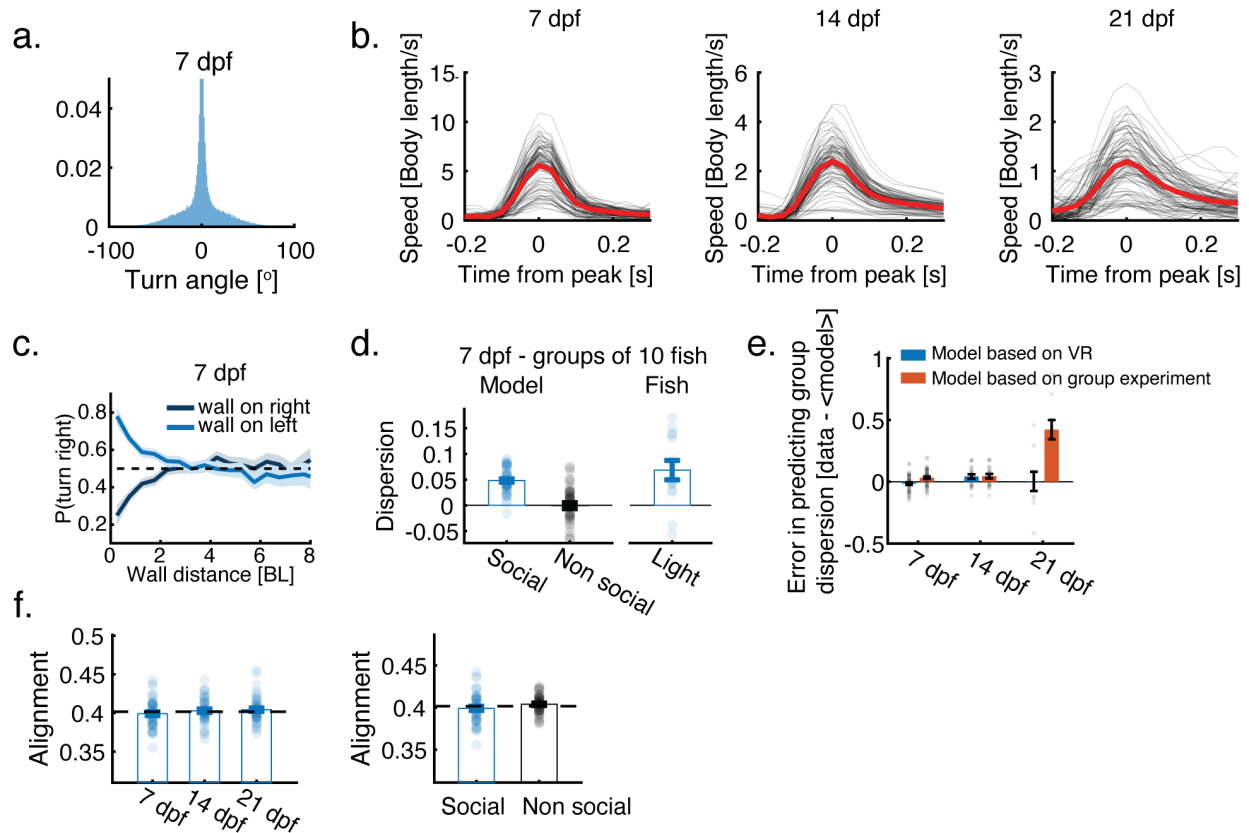 a.
7 dpf
0.04
0.02
0
-100
0
100
Turn angle [o]
b.
7 dpf
15
10
5
0
-0.2
0
0.2
Speed [Body length/s]
Time from peak [s]
14 dpf
6
4
2
0
-0.2
0
0.2
Speed [Body length/s]
Time from peak [s]
21 dpf
3
2
1
0
-0.2
0
0.2
Speed [Body length/s]
Time from peak [s]
c.
7 dpf
wall on right
wall on left
0.8
0.6
0.4
0.2
0
2
4
6
8
P(turn right)
Wall distance [BL]
d.
7 dpf - groups of 10 fish
Model
Fish
0.15
0.10
0.05
0
-0.05
Dispersion
Social
Non social
Light
e.
Model based on VR
Model based on group experiment
1
0
-0.5
Error in predicting group
dispersion [data - <model>]
7 dpf
14 dpf
21 dpf
f.
0.5
0.45
0.4
0.35
Alignment
7 dpf
14 dpf
21 dpf
0.45
0.4
0.35
Alignment
Social
Non social